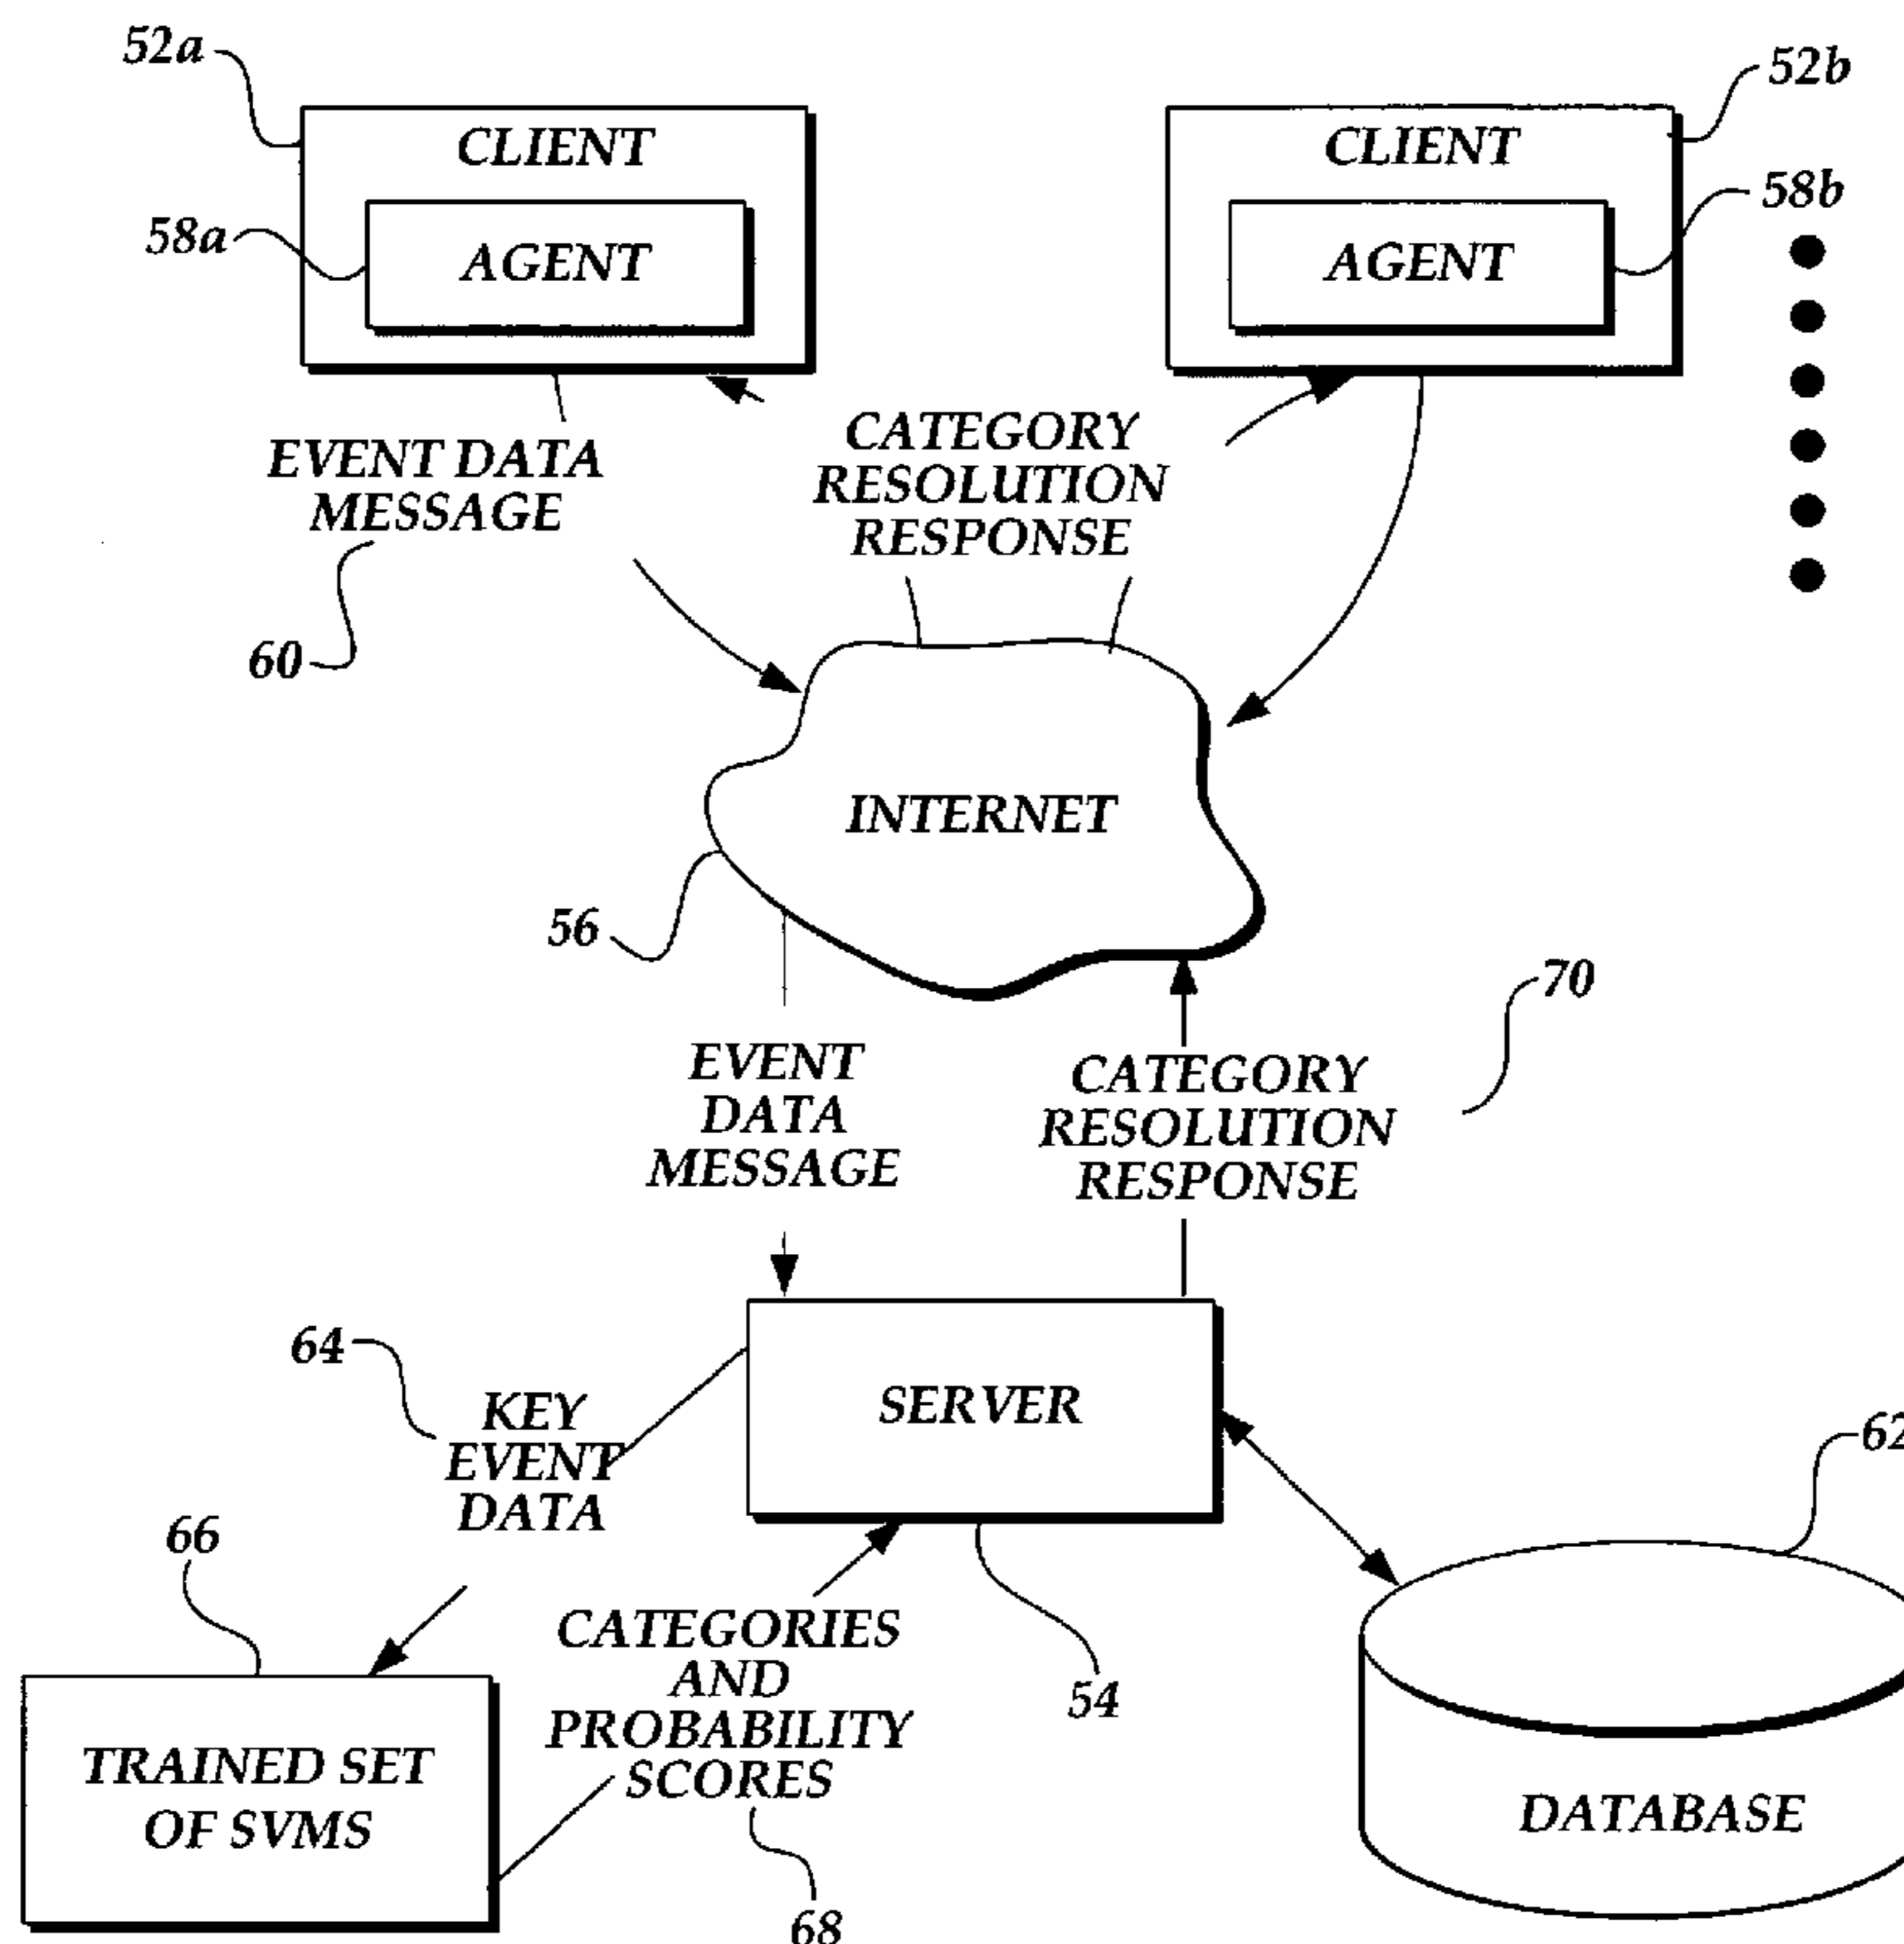 52a
52b
CLIENT
CLIENT
58a
58b
AGENT
AGENT
EVENT DATA
MESSAGE
CATEGORY
RESOLUTION
RESPONSE
60
INTERNET
56
70
EVENT
DATA
MESSAGE
CATEGORY
RESOLUTION
RESPONSE
64
KEY
EVENT
DATA
SERVER
62
66
CATEGORIES
AND
PROBABILITY
SCORES
54
TRAINED SET
OF SVMS
DATABASE
68